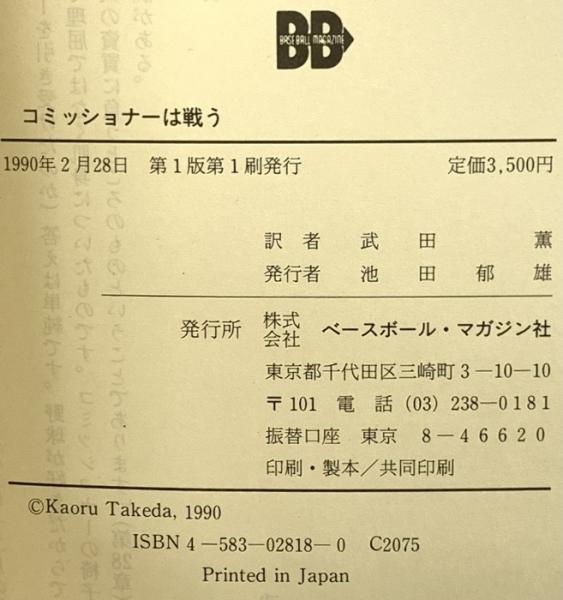 BB
BASEBALL MAGAZINE
コミッショナーは戦う
1990年2月28日 第1版第1刷発行 定価3,500円
訳者 武田 薫
発行者 池田郁雄
発行所 株式会社 ベースボール・マガジン社
東京都千代田区三崎町3―10―10
〒101 電話 (03) 238―0181
振替口座 東京 8―46620
印刷・製本／共同印刷
©Kaoru Takeda, 1990
ISBN 4―583―02818―0 C2075
Printed in Japan